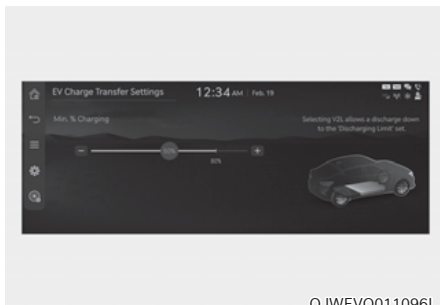 EV Charge Transfer Settings
12:34 AM Feb. 19
Min. % Charging
Selecting V2L allows a discharge down
to the 'Discharging Limit' set.
80%
OJWEVQ011096L